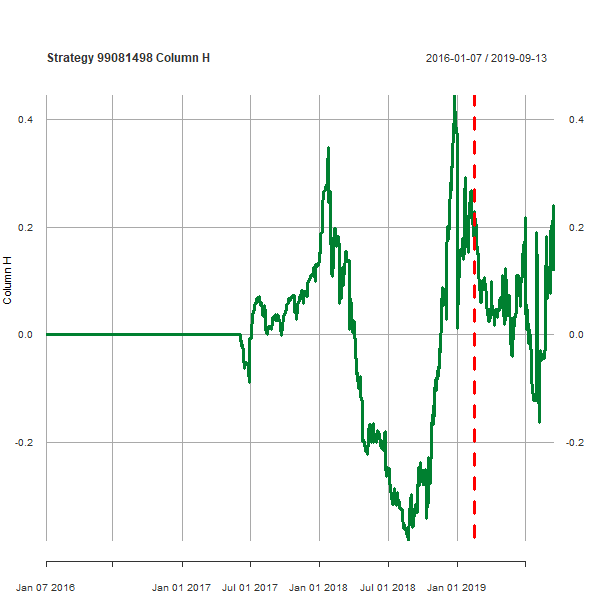 Strategy 99081498 Column H
2016-01-07 / 2019-09-13
Column H
0.4
0.4
0.2
0.2
0.0
0.0
-0.2
-0.2
Jan 07 2016
Jan 01 2017
Jul 01 2017
Jan 01 2018
Jul 01 2018
Jan 01 2019